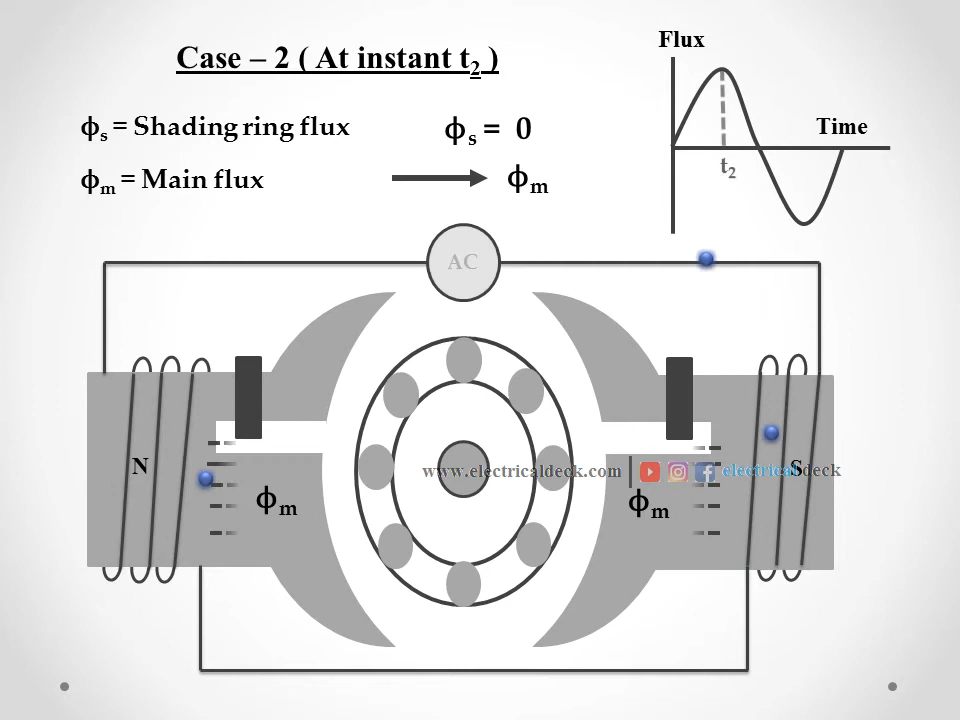 Case – 2 ( At instant t₂ )
Flux
ϕₛ = Shading ring flux
ϕₛ = 0
Time
ϕₘ = Main flux
ϕₘ
t₂
AC
N
S
www.electricaldeck.com | electricaldeck
ϕₘ
ϕₘ